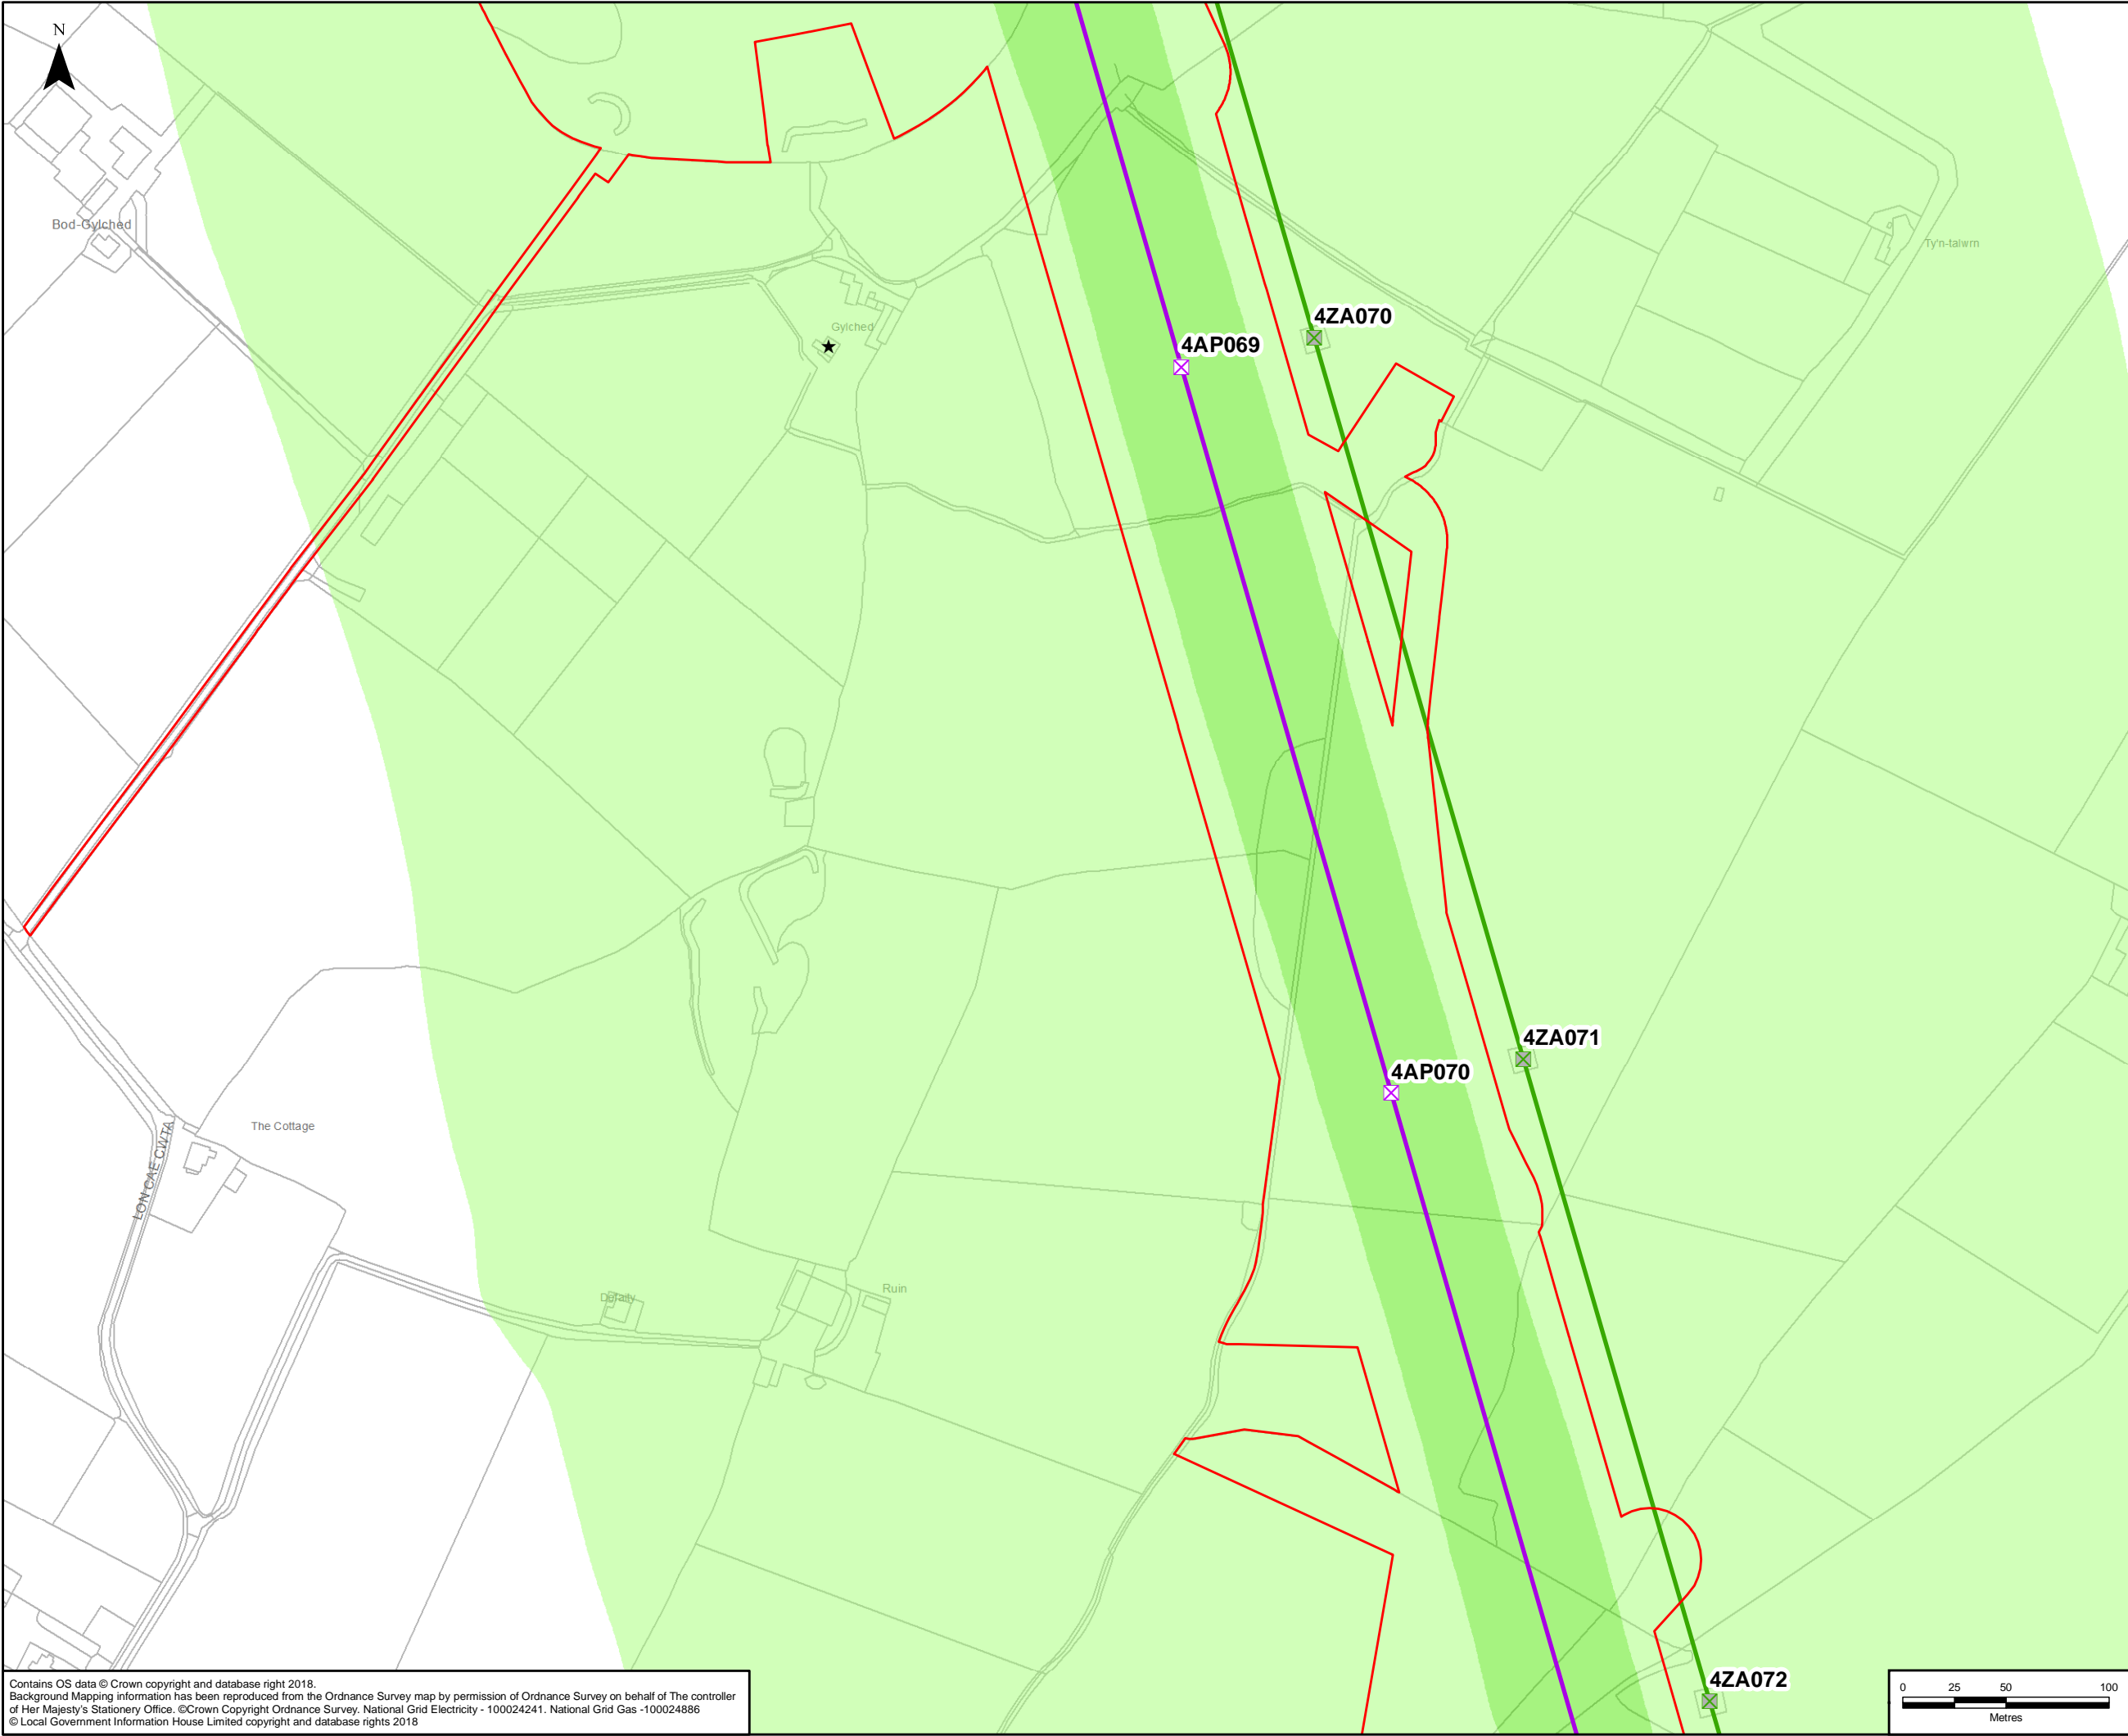 N
Bod-Gylched
Ty'n-talwrn
4ZA070
Gylched
4AP069
4ZA071
4AP070
The Cottage
LON CAE CWTA
Ruin
Defaity
4ZA072
0 25 50 100
Metres
Contains OS data © Crown copyright and database right 2018.
Background Mapping information has been reproduced from the Ordnance Survey map by permission of Ordnance Survey on behalf of The controller
of Her Majesty's Stationery Office. ©Crown Copyright Ordnance Survey. National Grid Electricity - 100024241. National Grid Gas -100024886
© Local Government Information House Limited copyright and database rights 2018